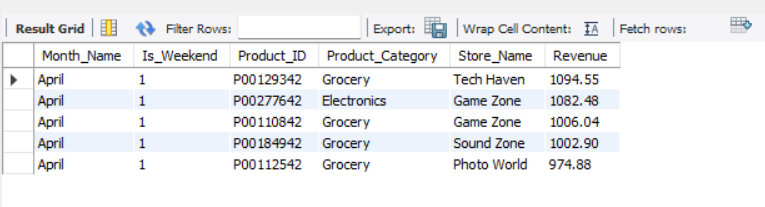 Result Grid Filter Rows: Export: Wrap Cell Content: IA Fetch rows:
Month_Name Is_Weekend Product_ID Product_Category Store_Name Revenue
April 1 P00129342 Grocery Tech Haven 1094.55
April 1 P00277642 Electronics Game Zone 1082.48
April 1 P00110842 Grocery Game Zone 1006.04
April 1 P00184942 Grocery Sound Zone 1002.90
April 1 P00112542 Grocery Photo World 974.88